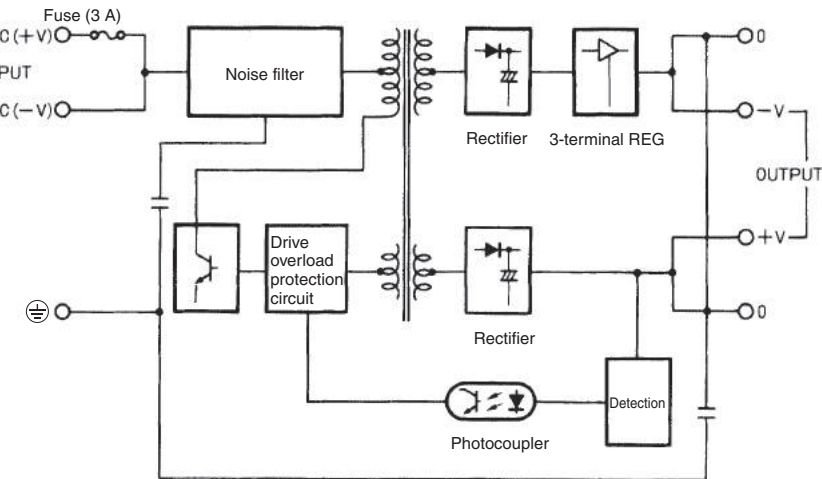 Fuse (3 A)
C (+V)
PUT
C (−V)
Noise filter
Rectifier
3-terminal REG
0
−V
OUTPUT
+V
0
Drive
overload
protection
circuit
Rectifier
Photocoupler
Detection